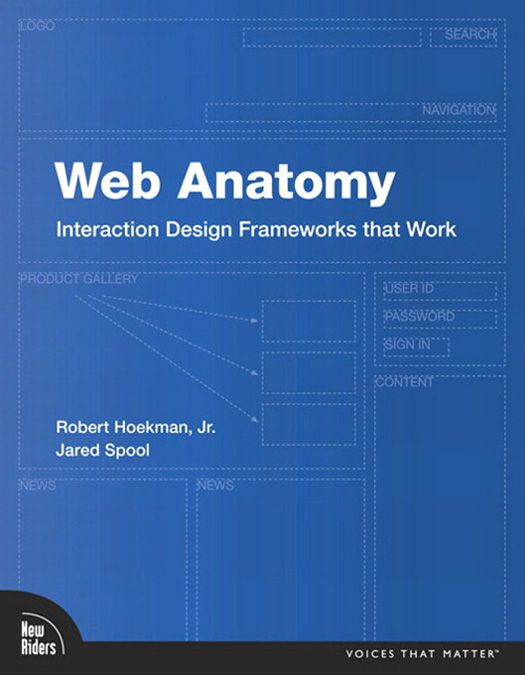 LOGO
SEARCH
NAVIGATION
Web Anatomy
Interaction Design Frameworks that Work
PRODUCT GALLERY
USER ID
PASSWORD
SIGN IN
CONTENT
Robert Hoekman, Jr.
Jared Spool
NEWS
NEWS
New
Riders
VOICES THAT MATTER™